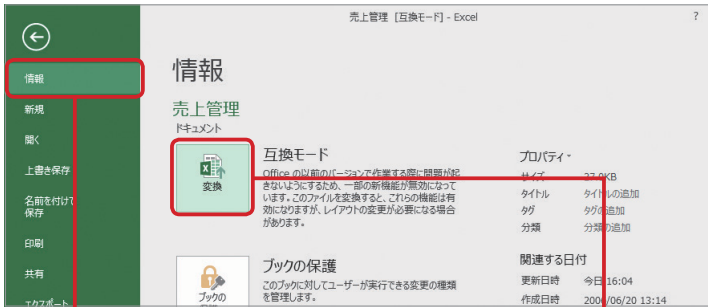 売上管理 [互換モード] - Excel
?
情報
新規
開く
上書き保存
名前を付けて
保存
印刷
共有
エクスポート
情報
売上管理
ドキュメント
変換
互換モード
Office の以前のバージョンで作業する際に問題が起
きないようにするため、一部の新機能が無効になって
います。このファイルを変換すると、これらの機能は有
効になりますが、レイアウトの変更が必要になる場合
があります。
ブックの
ブックの保護
このブックに対してユーザーが実行できる変更の種類
を管理します。
プロパティ
サイズ 27.0KB
タイトル タイトルの追加
タグ タグの追加
分類 分類の追加
関連する日付
更新日時 今日 16:04
作成日時 2006/06/20 13:14